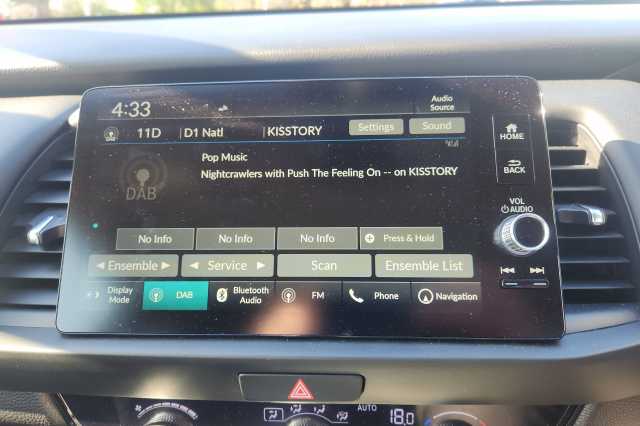 4:33
Audio Source
DAB 11D D1 Natl KISSTORY Settings Sound
HOME
Pop Music
Nightcrawlers with Push The Feeling On -- on KISSTORY
BACK
DAB
VOL
AUDIO
No Info No Info No Info Press & Hold
Ensemble Service Scan Ensemble List
Display Mode DAB Bluetooth Audio FM Phone Navigation
AUTO 18.0